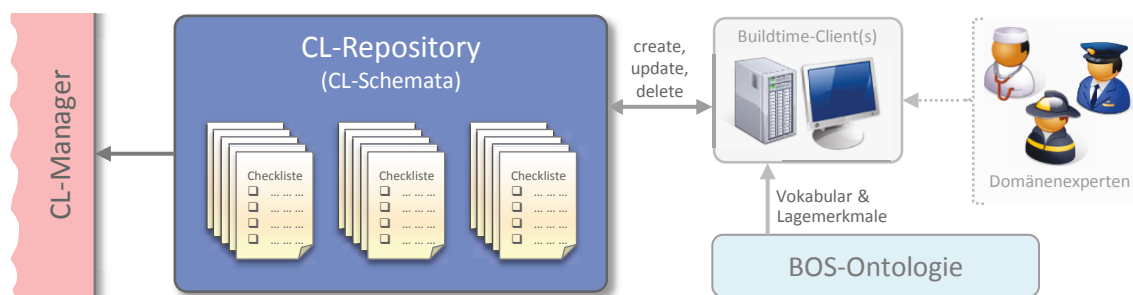 CL-Manager
CL-Repository
(CL-Schemata)
Checkliste
❑ ... ... ...
❑ ... ... ...
❑ ... ... ...
❑ ... ... ...
Checkliste
❑ ... ... ...
❑ ... ... ...
❑ ... ... ...
❑ ... ... ...
Checkliste
❑ ... ... ...
❑ ... ... ...
❑ ... ... ...
❑ ... ... ...
create,
update,
delete
Buildtime-Client(s)
Domänenexperten
Vokabular &
Lagemerkmale
BOS-Ontologie